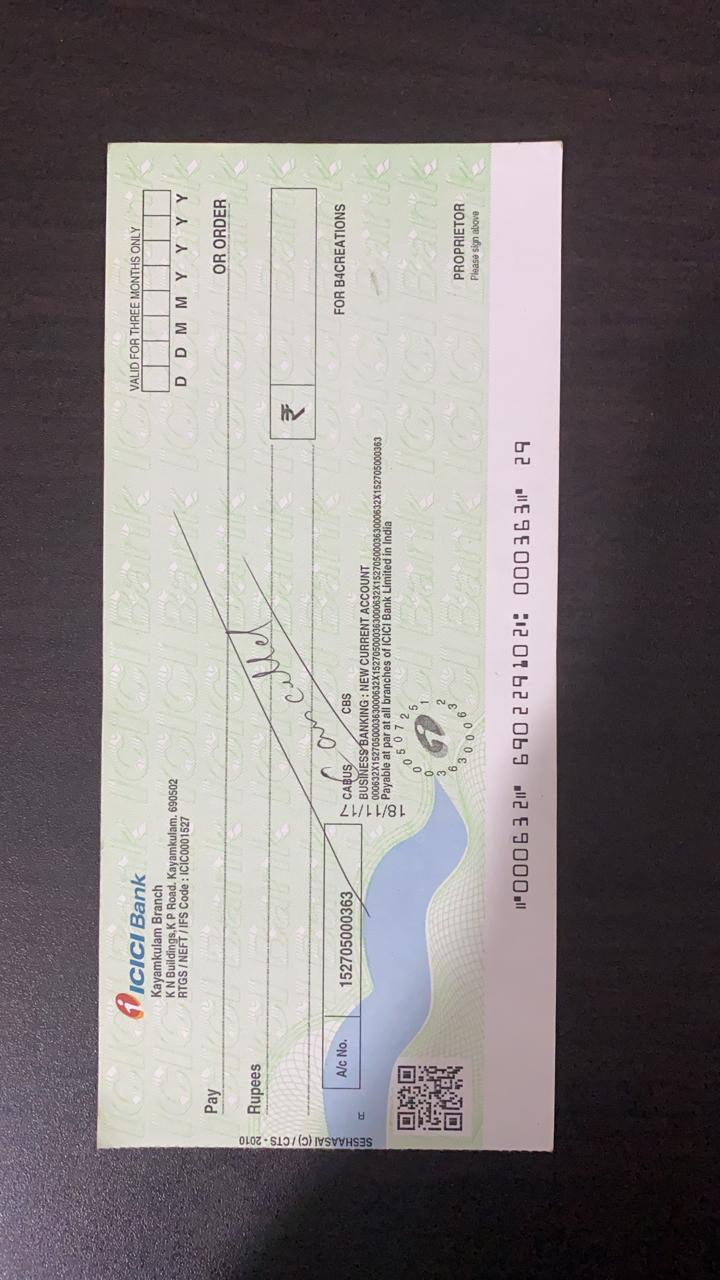 ICICI Bank
Kayamkulam Branch
K N Buildings,K P Road, Kayamkulam, 690502
RTGS / NEFT / IFS Code : ICIC0001527
VALID FOR THREE MONTHS ONLY
D D M M Y Y Y Y
Pay
OR ORDER
Rupees
₹
Cancelled
A/c No. 152705000363
CABUS CBS
FOR B4CREATIONS
18/11/17
BUSINESS BANKING : NEW CURRENT ACCOUNT
000632X152705000363000632X152705000363000632X152705000363000632X152705000363
Payable at par at all branches of ICICI Bank Limited in India
PROPRIETOR
Please sign above
SESHAASAI (C) / CTS - 2010
⑈000632⑈ 690229102⑆ 000363⑈ 29